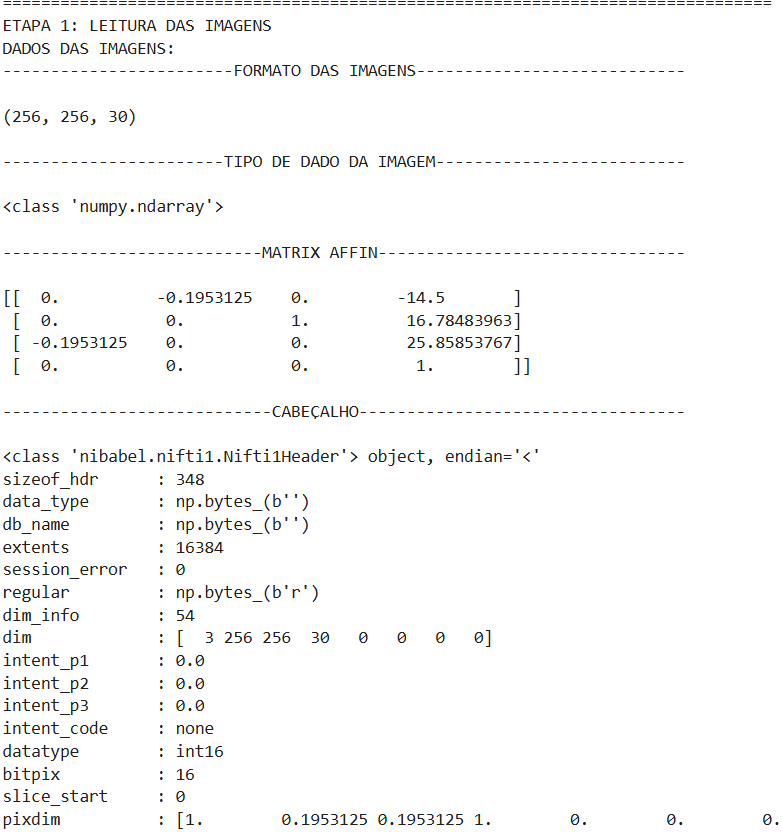 ================================================================================
ETAPA 1: LEITURA DAS IMAGENS
DADOS DAS IMAGENS:
------------------------FORMATO DAS IMAGENS----------------------------
(256, 256, 30)
-----------------------TIPO DE DADO DA IMAGEM--------------------------
<class 'numpy.ndarray'>
---------------------------MATRIX AFFIN--------------------------------
[[  0.          -0.1953125    0.         -14.5       ]
 [  0.           0.           1.          16.78483963]
 [ -0.1953125    0.           0.          25.85853767]
 [  0.           0.           0.           1.        ]]
----------------------------CABEÇALHO----------------------------------
<class 'nibabel.nifti1.Nifti1Header'> object, endian='<'
sizeof_hdr      : 348
data_type       : np.bytes_(b'')
db_name         : np.bytes_(b'')
extents         : 16384
session_error   : 0
regular         : np.bytes_(b'r')
dim_info        : 54
dim             : [  3 256 256  30   0   0   0   0]
intent_p1       : 0.0
intent_p2       : 0.0
intent_p3       : 0.0
intent_code     : none
datatype        : int16
bitpix          : 16
slice_start     : 0
pixdim          : [1.        0.1953125 0.1953125 1.        0.        0.        0.